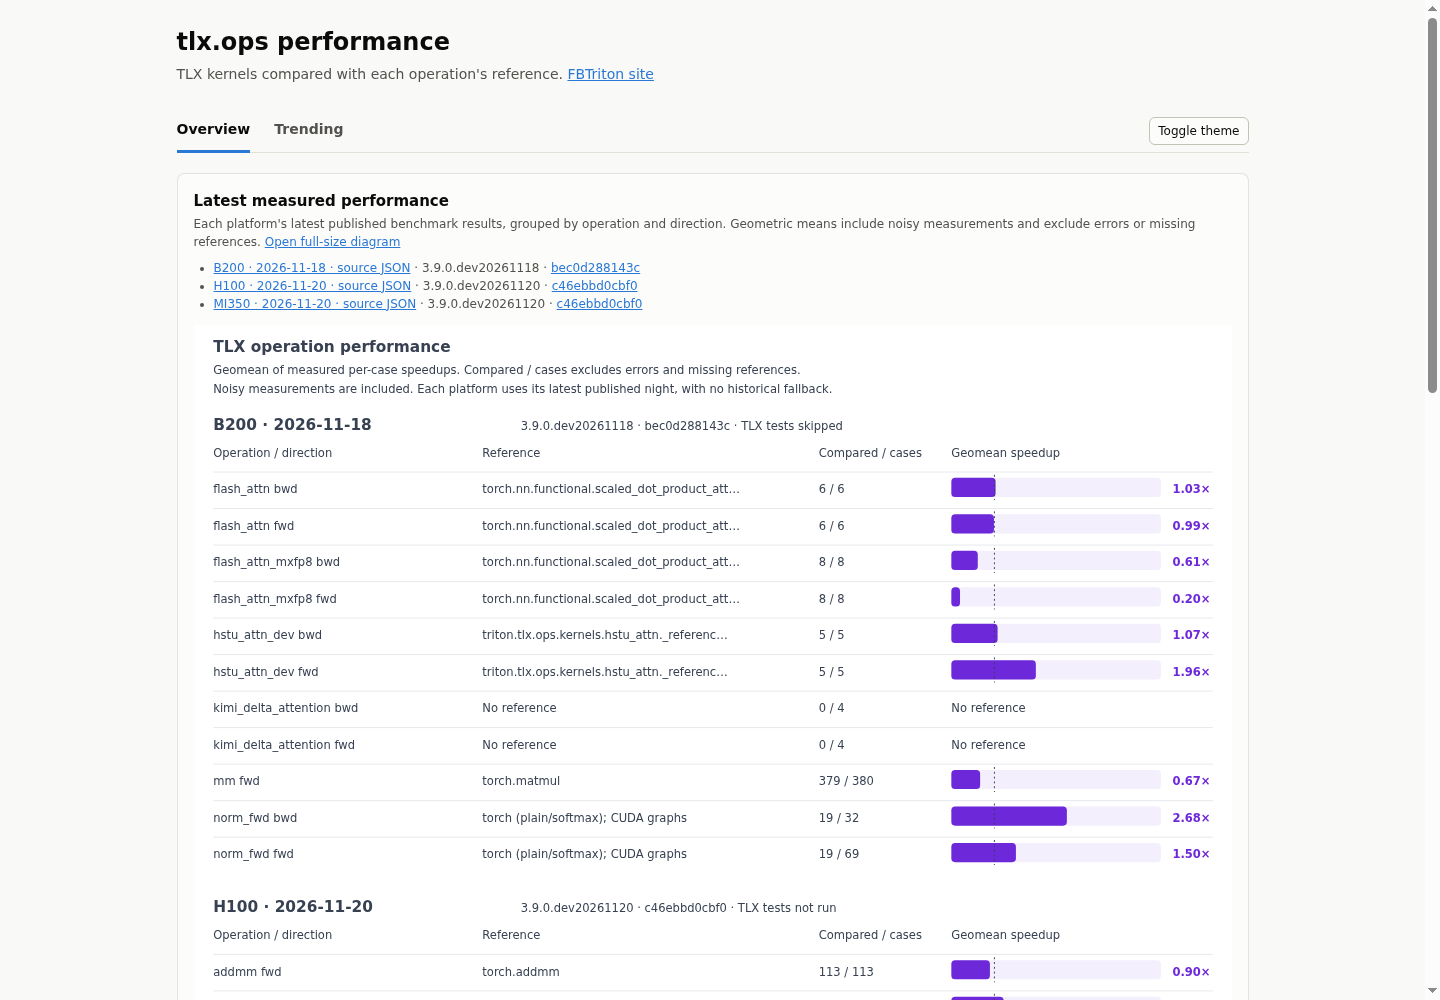 tlx.ops performance
TLX kernels compared with each operation's reference. FBTriton site
Overview Trending Toggle theme
Latest measured performance
Each platform's latest published benchmark results, grouped by operation and direction. Geometric means include noisy measurements and exclude errors or missing
references. Open full-size diagram
• B200 · 2026-11-18 · source JSON · 3.9.0.dev20261118 · bec0d288143c
• H100 · 2026-11-20 · source JSON · 3.9.0.dev20261120 · c46ebbd0cbf0
• MI350 · 2026-11-20 · source JSON · 3.9.0.dev20261120 · c46ebbd0cbf0
TLX operation performance
Geomean of measured per-case speedups. Compared / cases excludes errors and missing references.
Noisy measurements are included. Each platform uses its latest published night, with no historical fallback.
B200 · 2026-11-18 3.9.0.dev20261118 · bec0d288143c · TLX tests skipped
Operation / direction Reference Compared / cases Geomean speedup
flash_attn bwd torch.nn.functional.scaled_dot_product_att... 6 / 6 1.03×
flash_attn fwd torch.nn.functional.scaled_dot_product_att... 6 / 6 0.99×
flash_attn_mxfp8 bwd torch.nn.functional.scaled_dot_product_att... 8 / 8 0.61×
flash_attn_mxfp8 fwd torch.nn.functional.scaled_dot_product_att... 8 / 8 0.20×
hstu_attn_dev bwd triton.tlx.ops.kernels.hstu_attn._referenc... 5 / 5 1.07×
hstu_attn_dev fwd triton.tlx.ops.kernels.hstu_attn._referenc... 5 / 5 1.96×
kimi_delta_attention bwd No reference 0 / 4 No reference
kimi_delta_attention fwd No reference 0 / 4 No reference
mm fwd torch.matmul 379 / 380 0.67×
norm_fwd bwd torch (plain/softmax); CUDA graphs 19 / 32 2.68×
norm_fwd fwd torch (plain/softmax); CUDA graphs 19 / 69 1.50×
H100 · 2026-11-20 3.9.0.dev20261120 · c46ebbd0cbf0 · TLX tests not run
Operation / direction Reference Compared / cases Geomean speedup
addmm fwd torch.addmm 113 / 113 0.90×